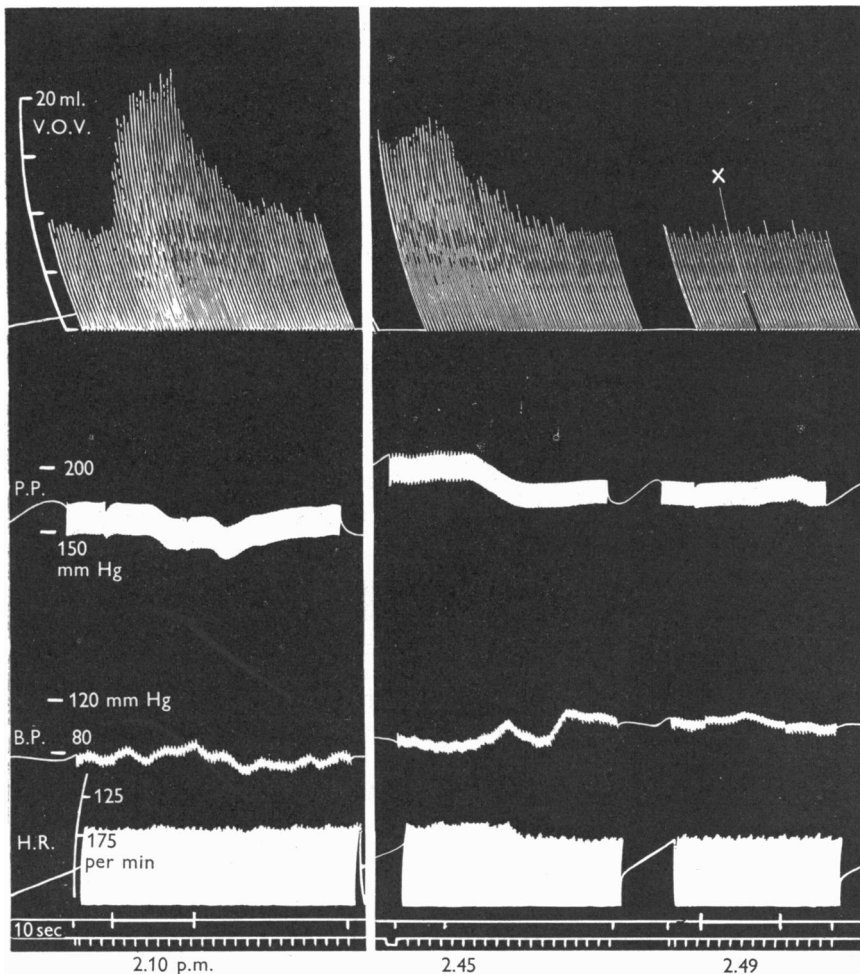 20 ml.
V.O.V.
X
200
P.P.
150
mm Hg
120 mm Hg
B.P.
80
125
H.R.
175
per min
10 sec
2.10 p.m.
2.45
2.49